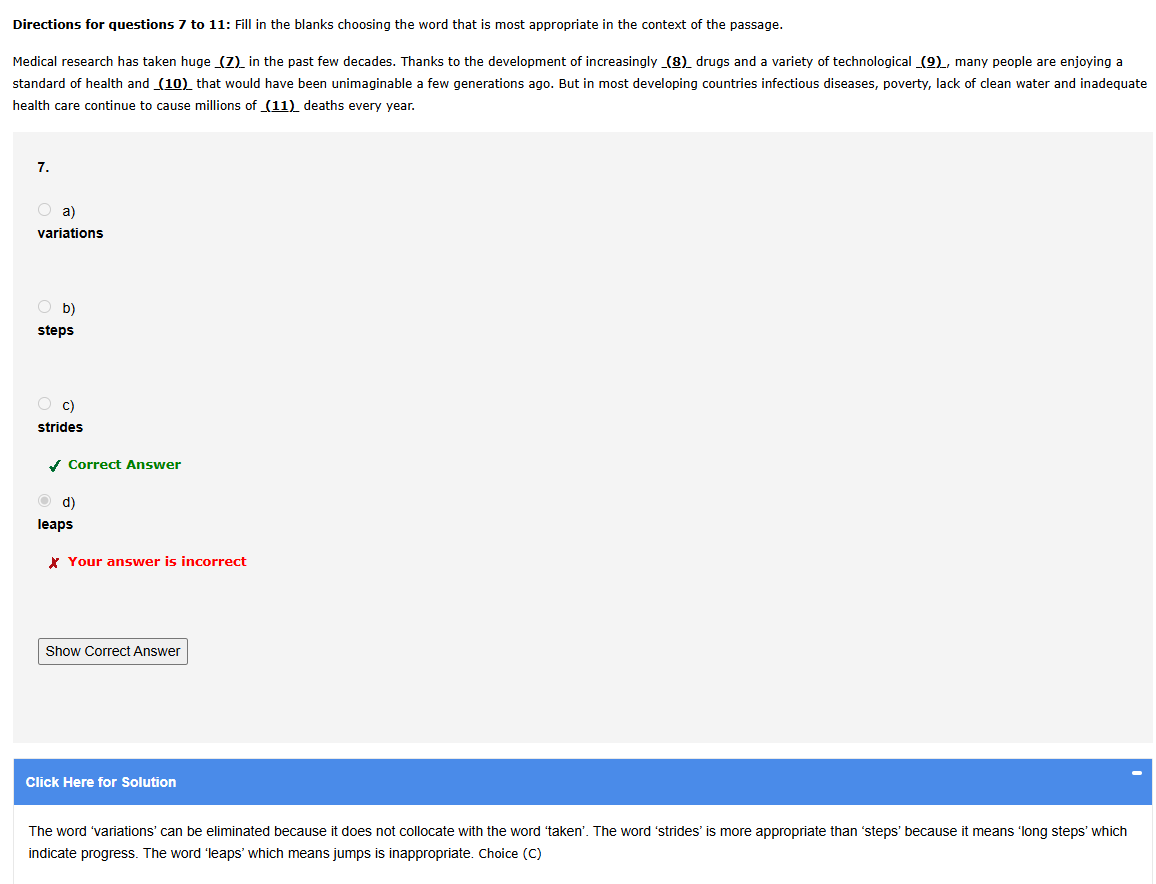 Directions for questions 7 to 11: Fill in the blanks choosing the word that is most appropriate in the context of the passage.
Medical research has taken huge (7) in the past few decades. Thanks to the development of increasingly (8) drugs and a variety of technological (9), many people are enjoying a
standard of health and (10) that would have been unimaginable a few generations ago. But in most developing countries infectious diseases, poverty, lack of clean water and inadequate
health care continue to cause millions of (11) deaths every year.
7.
a)
variations
b)
steps
c)
strides
✓ Correct Answer
d)
leaps
✗ Your answer is incorrect
Show Correct Answer
Click Here for Solution
The word ‘variations’ can be eliminated because it does not collocate with the word ‘taken’. The word ‘strides’ is more appropriate than ‘steps’ because it means ‘long steps’ which
indicate progress. The word ‘leaps’ which means jumps is inappropriate. Choice (C)